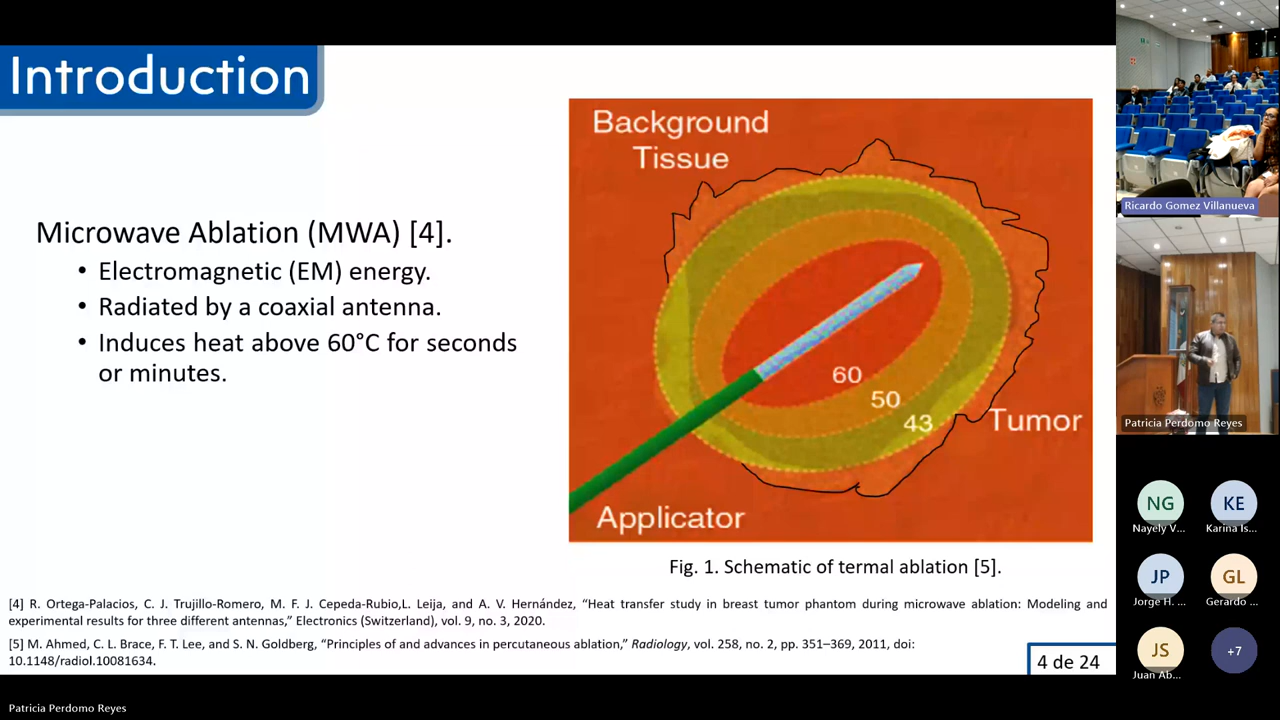 Introduction
Microwave Ablation (MWA) [4].
• Electromagnetic (EM) energy.
• Radiated by a coaxial antenna.
• Induces heat above 60°C for seconds
or minutes.
Background
Tissue
60
50
43
Tumor
Applicator
Fig. 1. Schematic of termal ablation [5].
[4] R. Ortega-Palacios, C. J. Trujillo-Romero, M. F. J. Cepeda-Rubio,L. Leija, and A. V. Hernández, “Heat transfer study in breast tumor phantom during microwave ablation: Modeling and
experimental results for three different antennas,” Electronics (Switzerland), vol. 9, no. 3, 2020.
[5] M. Ahmed, C. L. Brace, F. T. Lee, and S. N. Goldberg, “Principles of and advances in percutaneous ablation,” Radiology, vol. 258, no. 2, pp. 351–369, 2011, doi:
10.1148/radiol.10081634.
4 de 24
Ricardo Gomez Villanueva
Patricia Perdomo Reyes
NG
Nayely V...
KE
Karina Is...
JP
Jorge H. ...
GL
Gerardo ...
JS
Juan Ab...
+7
Patricia Perdomo Reyes